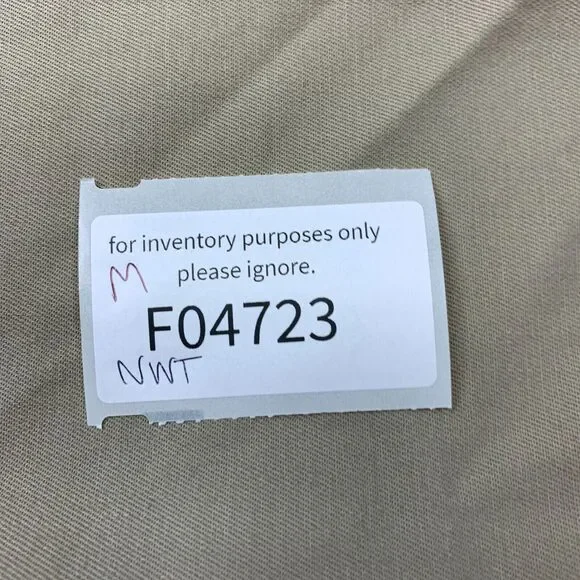 for inventory purposes only
M please ignore.
F04723
NWT